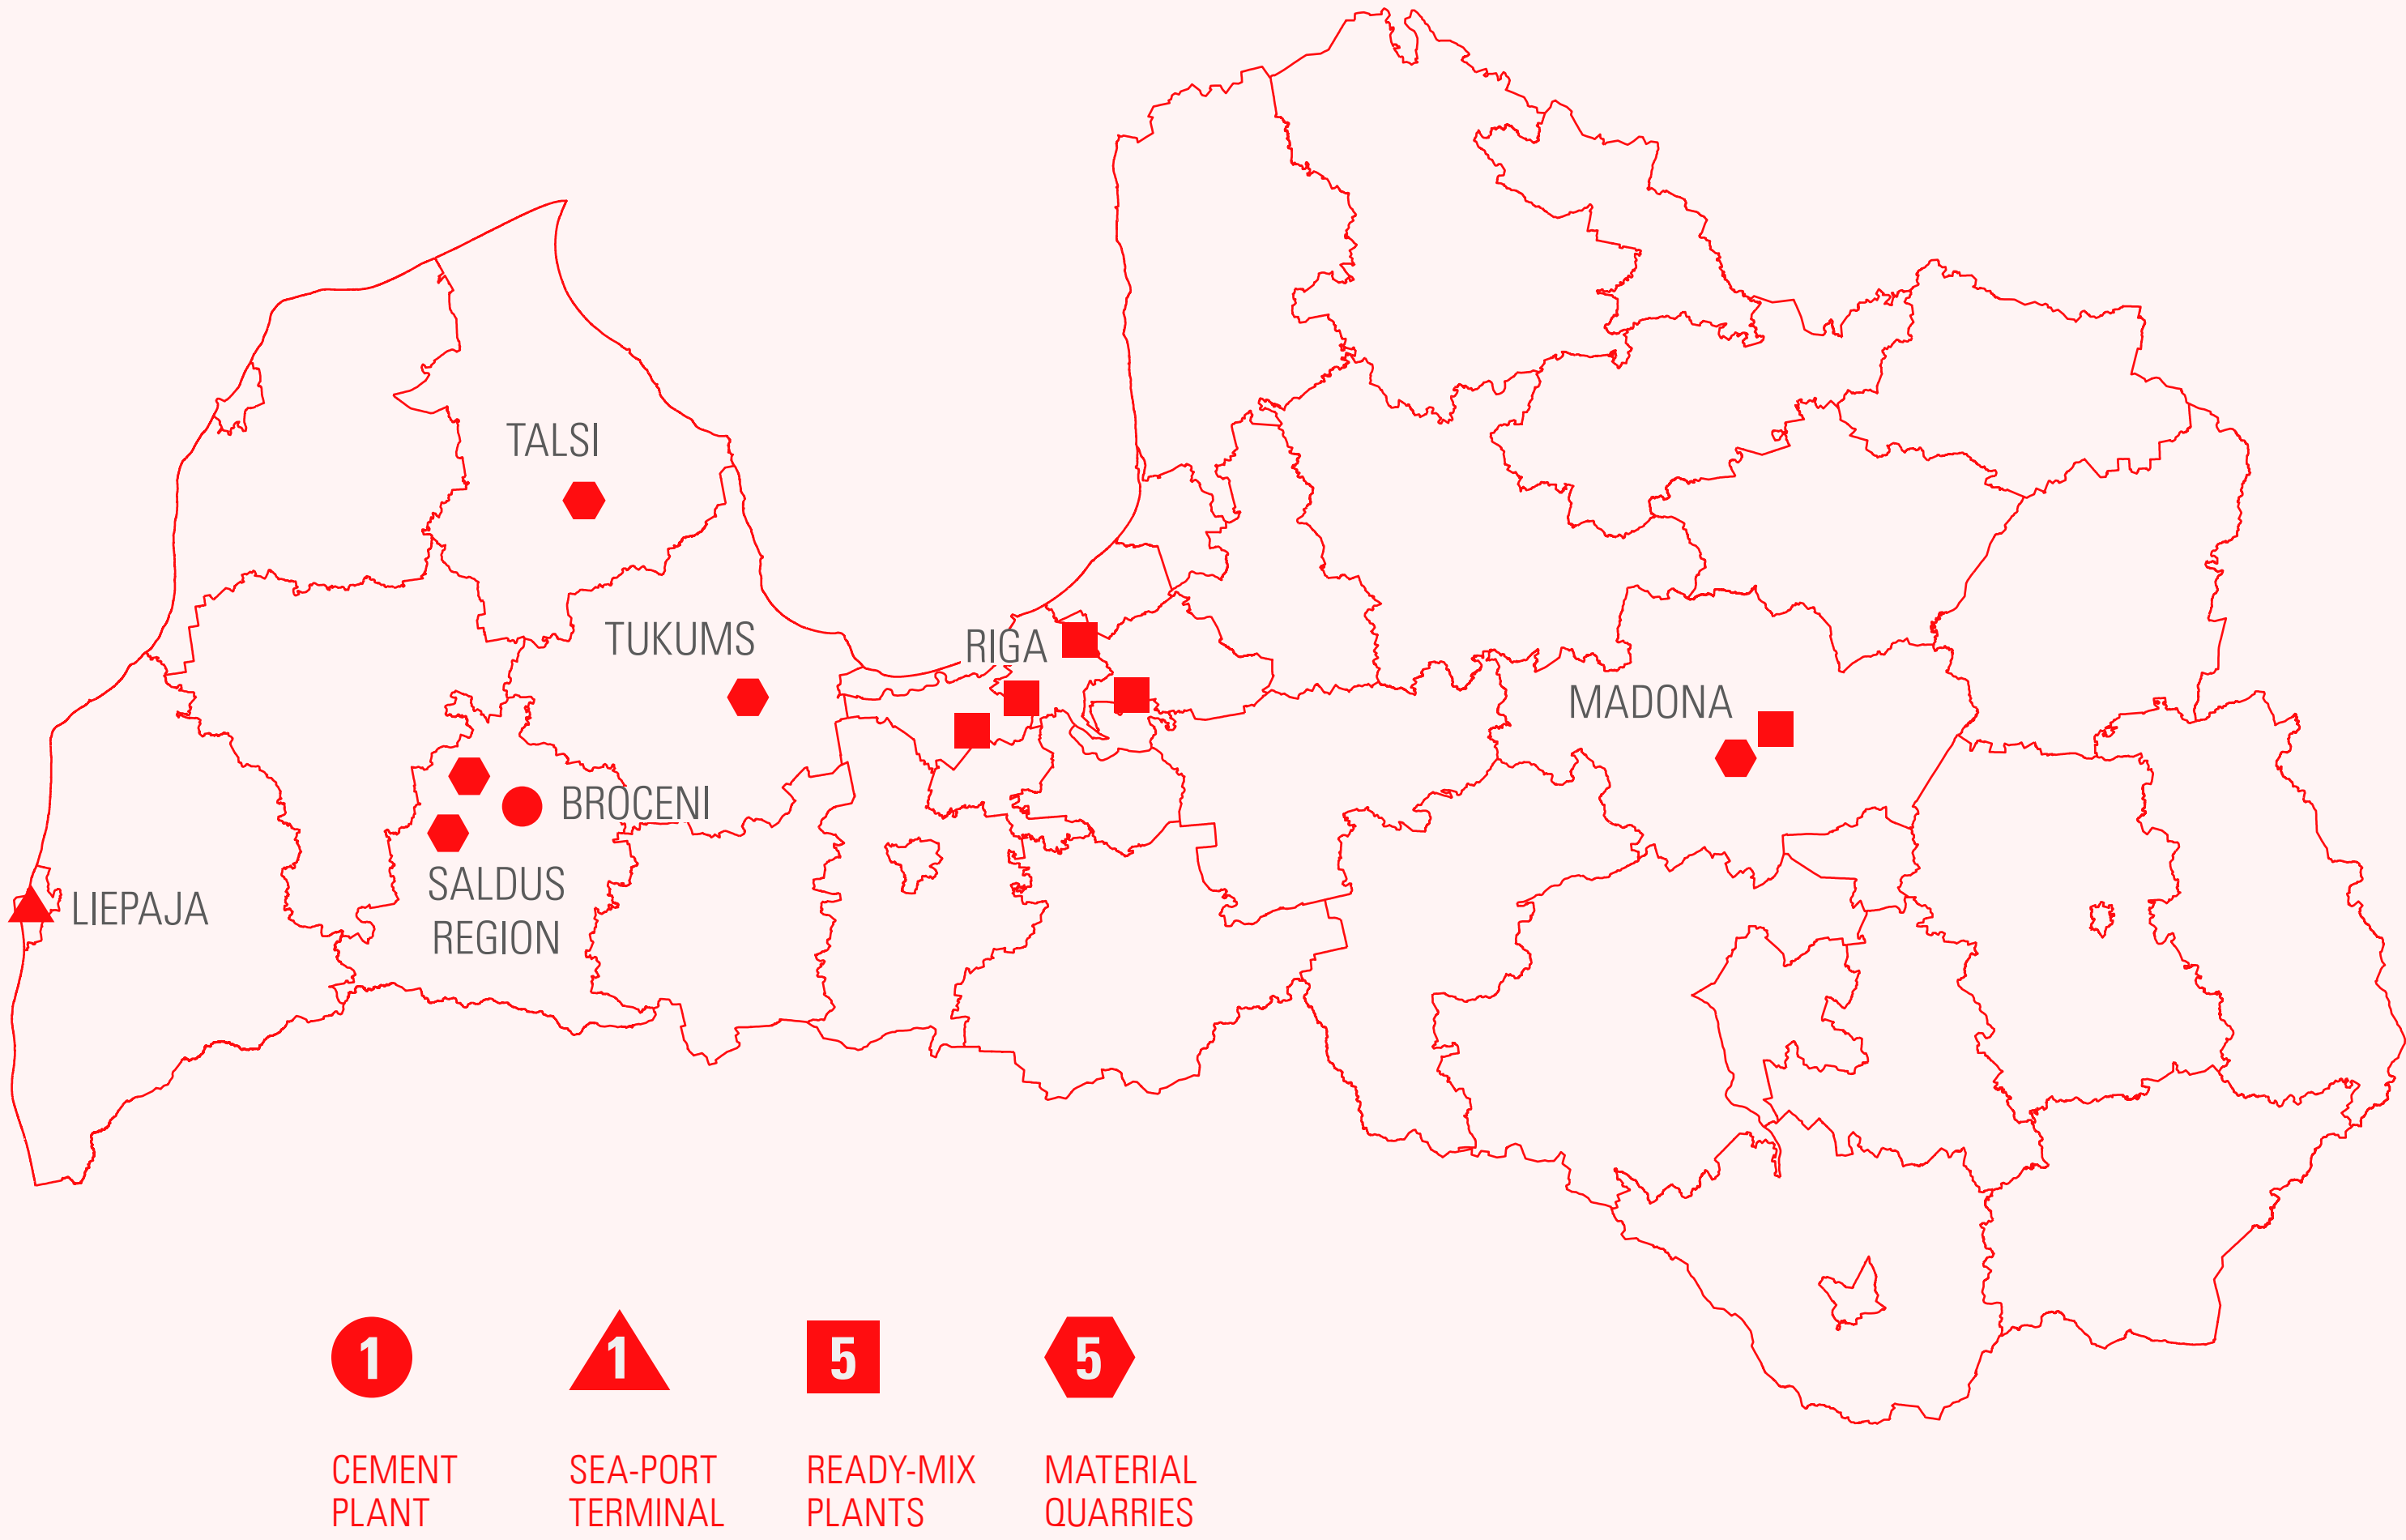 TALSI
TUKUMS
RIGA
MADONA
BROCENI
SALDUS
REGION
LIEPAJA
1
1
5
5
CEMENT
PLANT
SEA-PORT
TERMINAL
READY-MIX
PLANTS
MATERIAL
QUARRIES